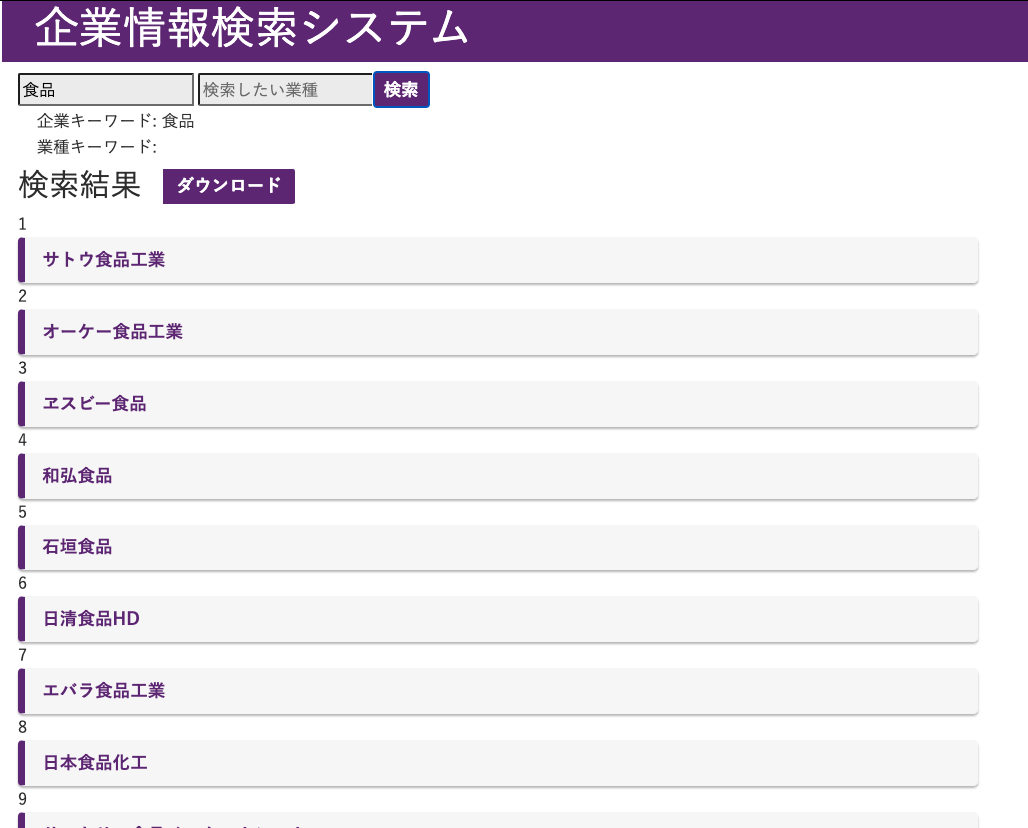 企業情報検索システム
食品 検索したい業種 検索
企業キーワード: 食品
業種キーワード:
検索結果 ダウンロード
1
サトウ食品工業
2
オーケー食品工業
3
ヱスビー食品
4
和弘食品
5
石垣食品
6
日清食品HD
7
エバラ食品工業
8
日本食品化工
9